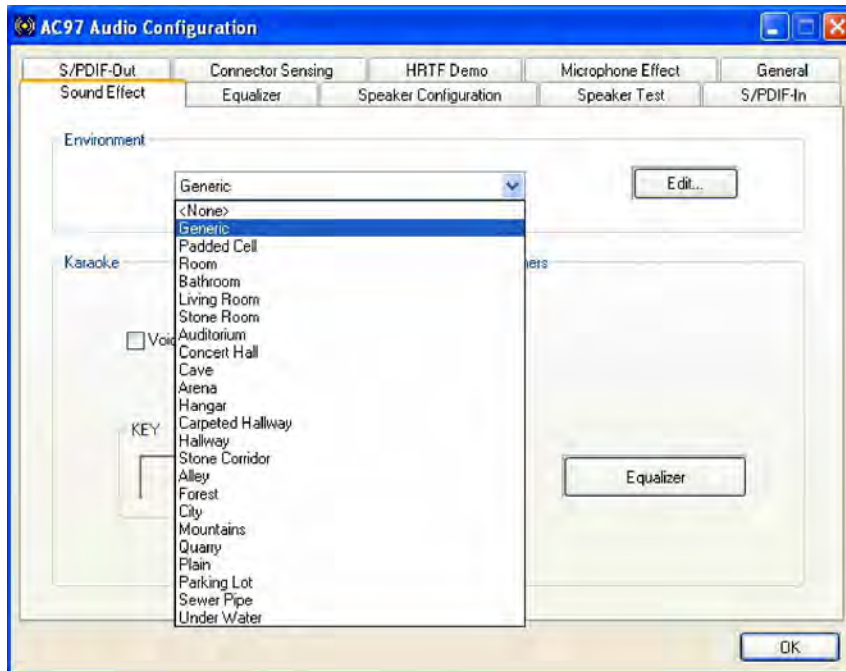 AC97 Audio Configuration
S/PDIF-Out Connector Sensing HRTF Demo Microphone Effect General
Sound Effect Equalizer Speaker Configuration Speaker Test S/PDIF-In
Environment
Generic
Edit...
<None>
Generic
Padded Cell
Room
Bathroom
Living Room
Stone Room
Auditorium
Concert Hall
Cave
Arena
Hangar
Carpeted Hallway
Hallway
Stone Corridor
Alley
Forest
City
Mountains
Quarry
Plain
Parking Lot
Sewer Pipe
Under Water
Karaoke
KEY
Equalizer
OK